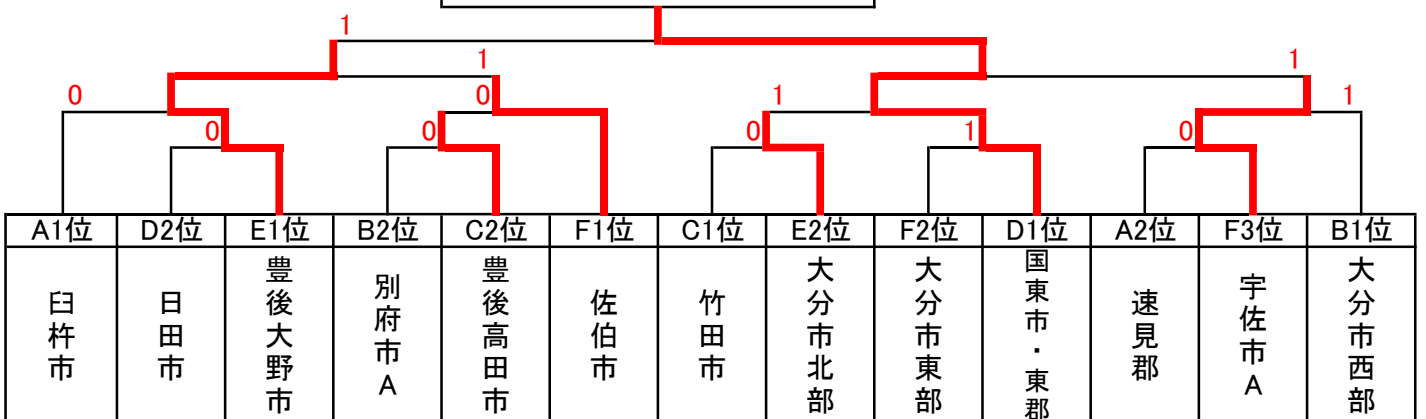 1
1
1
0
0
1
1
0
0
0
1
0
A1位 D2位 E1位 B2位 C2位 F1位 C1位 E2位 F2位 D1位 A2位 F3位 B1位
臼杵市
日田市
豊後大野市
別府市A
豊後高田市
佐伯市
竹田市
大分市北部
大分市東部
国東市・東郡
速見郡
宇佐市A
大分市西部